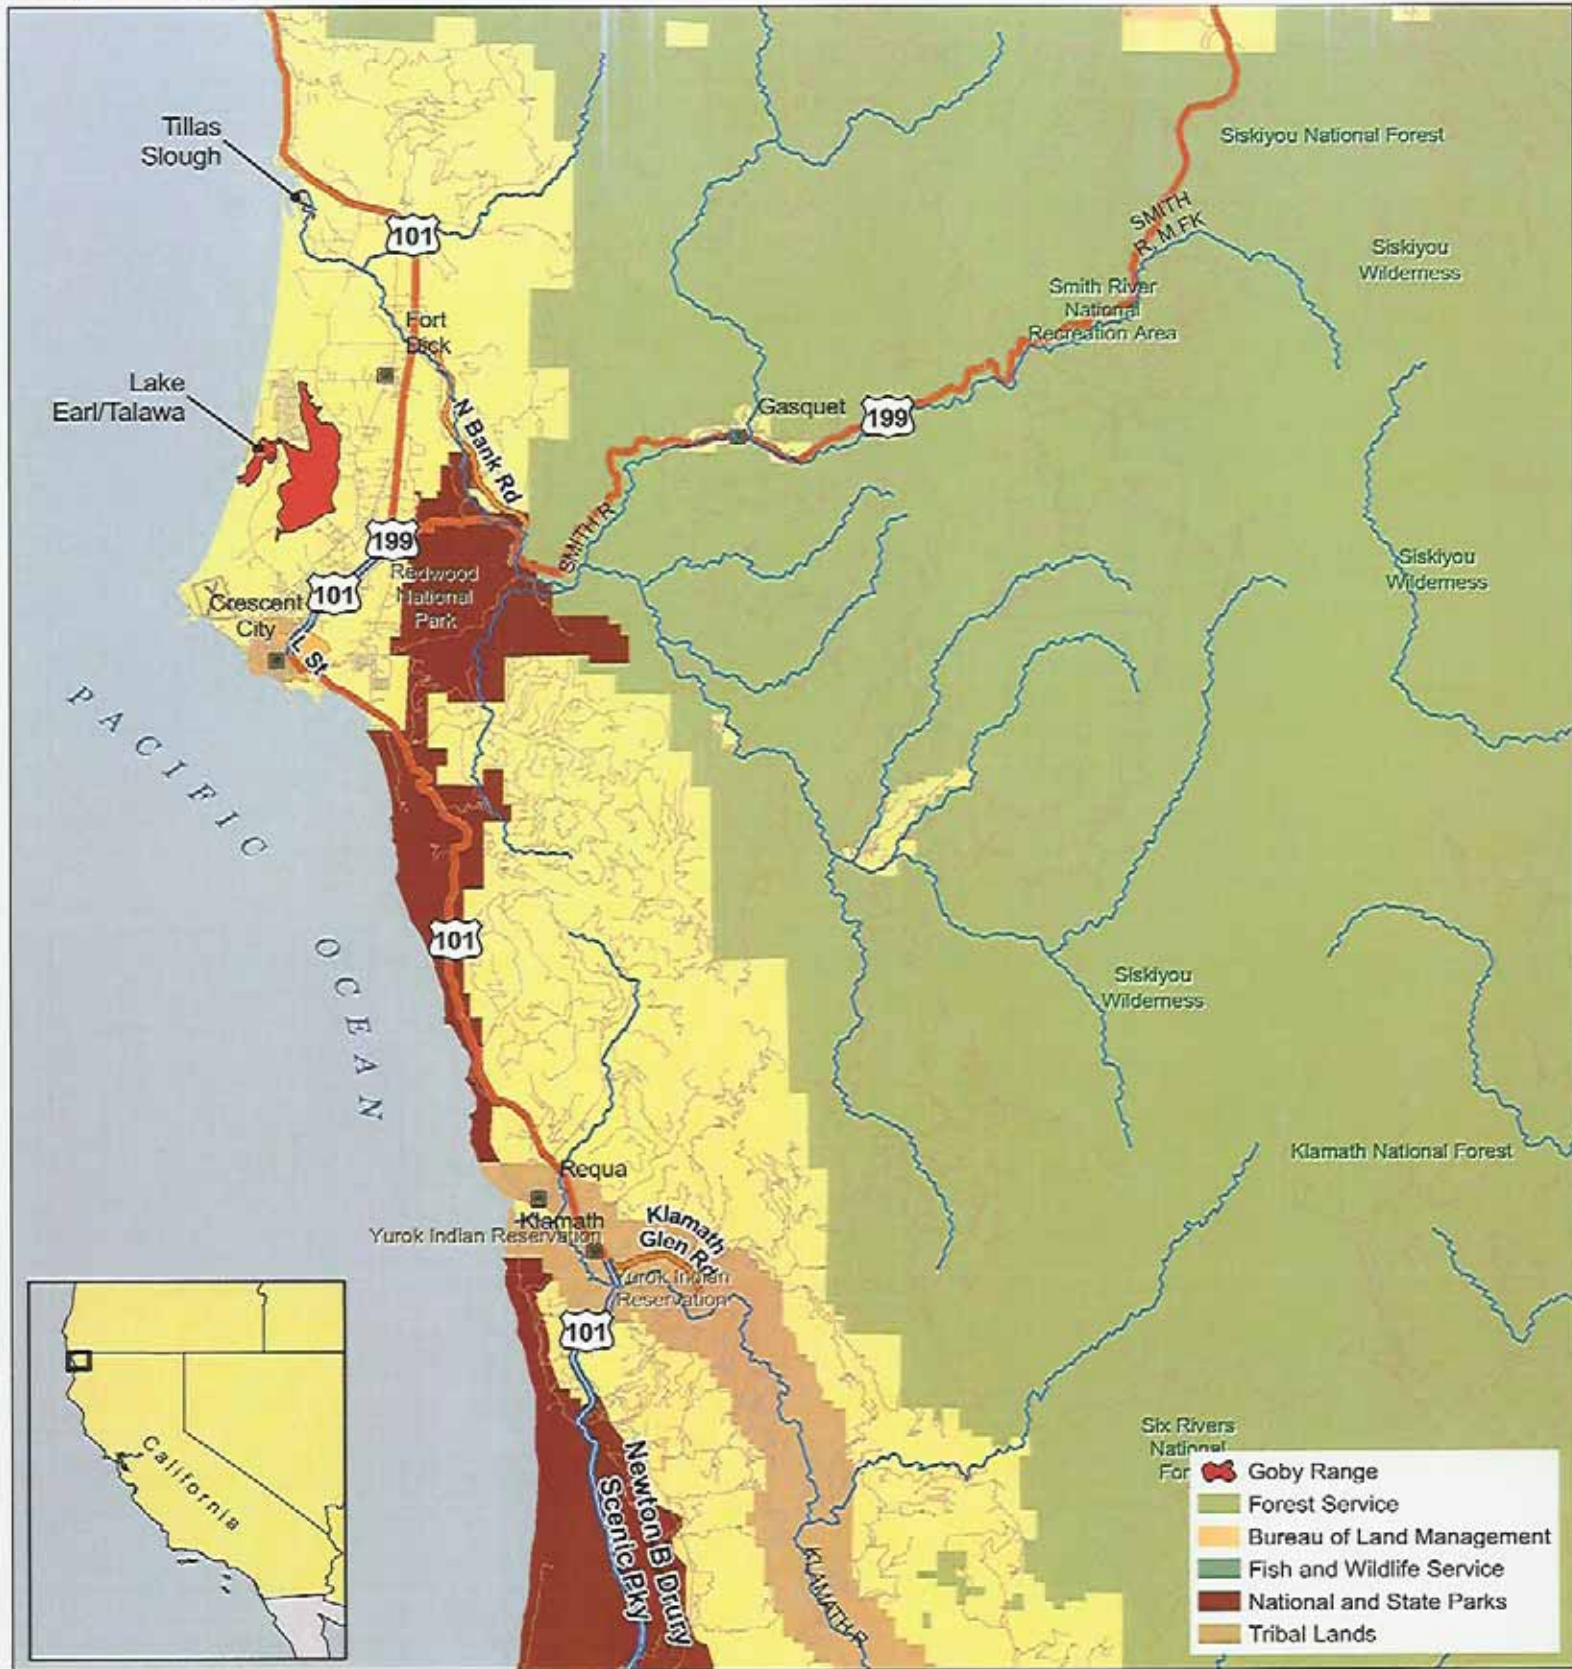 Tillas
Slough
101
Siskiyou National Forest
SMITH
R, M FK
Siskiyou
Wilderness
Smith River
National
Recreation Area
Fort
Dick
Lake
Earl/Talawa
N Bank Rd
Gasquet
199
SMITH R
199
101
Redwood
National
Park
Crescent
City
L St
Siskiyou
Wilderness
PACIFIC
OCEAN
101
Siskiyou
Wilderness
Klamath National Forest
Requa
Klamath
Yurok Indian Reservation
Klamath
Glen Rd
Yurok Indian
Reservation
101
Newton B Drury
Scenic Pky
KLAMATH R
Six Rivers
National
For
California
Goby Range
Forest Service
Bureau of Land Management
Fish and Wildlife Service
National and State Parks
Tribal Lands